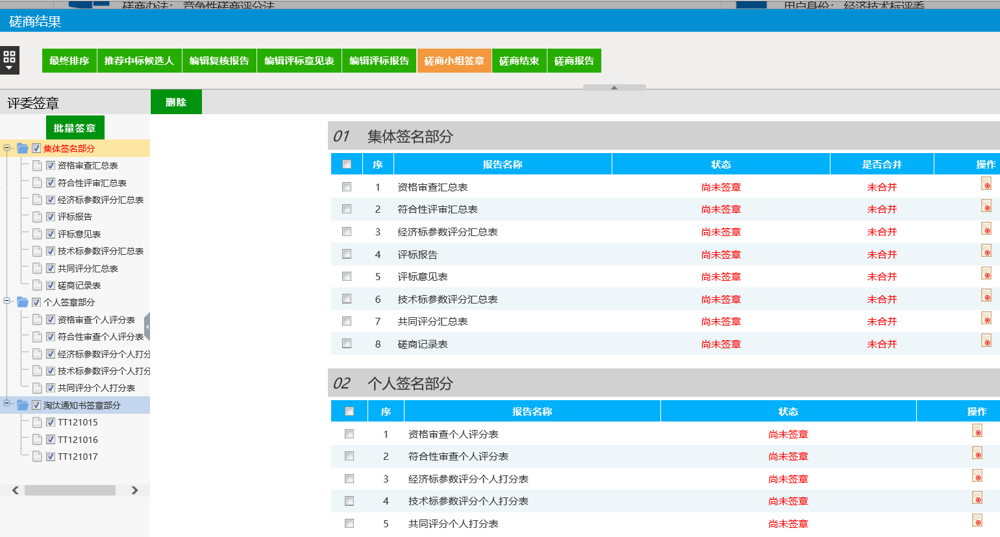 磋商办法： 竞争性磋商评分法
用户身份： 经济技术标评委
磋商结果
最终排序 推荐中标候选人 编辑复核报告 编辑评标意见表 编辑评标报告 磋商小组签章 磋商结束 磋商报告
评委签章
删除
批量签章
集体签名部分
资格审查汇总表
符合性评审汇总表
经济标参数评分汇总表
评标报告
评标意见表
技术标参数评分汇总表
共同评分汇总表
磋商记录表
个人签章部分
资格审查个人评分表
符合性审查个人评分表
经济标参数评分个人打分
技术标参数评分个人打分
共同评分个人打分表
淘汰通知书签章部分
TT121015
TT121016
TT121017
01 集体签名部分
序 报告名称 状态 是否合并 操作
1 资格审查汇总表 尚未签章 未合并
2 符合性评审汇总表 尚未签章 未合并
3 经济标参数评分汇总表 尚未签章 未合并
4 评标报告 尚未签章 未合并
5 评标意见表 尚未签章 未合并
6 技术标参数评分汇总表 尚未签章 未合并
7 共同评分汇总表 尚未签章 未合并
8 磋商记录表 尚未签章 未合并
02 个人签名部分
序 报告名称 状态 操作
1 资格审查个人评分表 尚未签章
2 符合性审查个人评分表 尚未签章
3 经济标参数评分个人打分表 尚未签章
4 技术标参数评分个人打分表 尚未签章
5 共同评分个人打分表 尚未签章